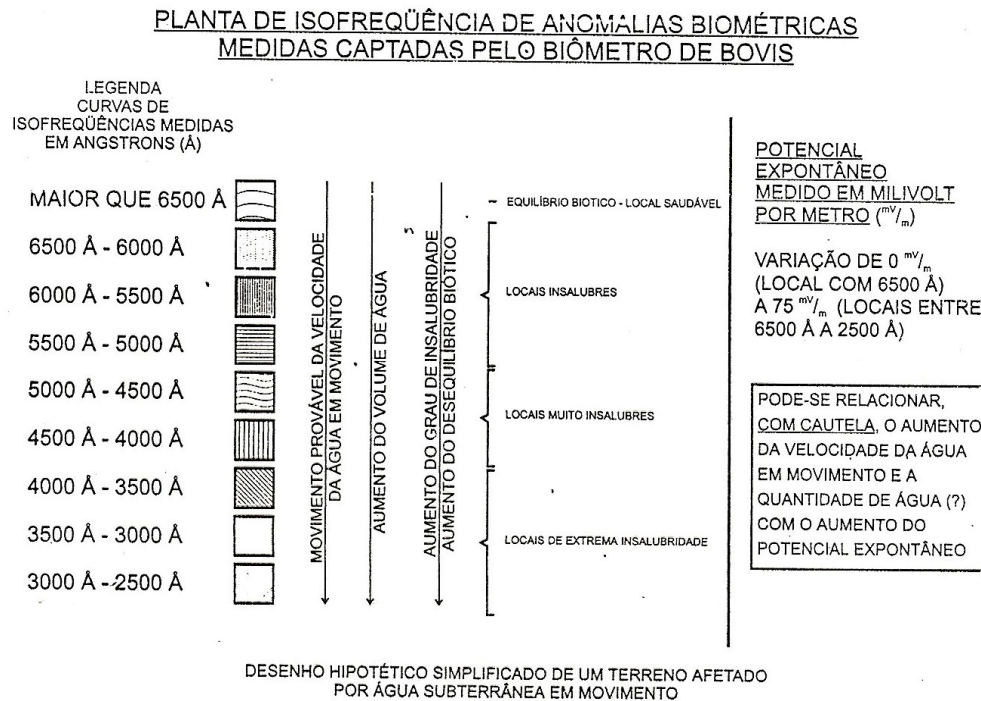 PLANTA DE ISOFREQÜÊNCIA DE ANOMALIAS BIOMÉTRICAS
MEDIDAS CAPTADAS PELO BIÔMETRO DE BOVIS
LEGENDA
CURVAS DE
ISOFREQÜÊNCIAS MEDIDAS
EM ANGSTRONS (Å)
MAIOR QUE 6500 Å
6500 Å - 6000 Å
6000 Å - 5500 Å
5500 Å - 5000 Å
5000 Å - 4500 Å
4500 Å - 4000 Å
4000 Å - 3500 Å
3500 Å - 3000 Å
3000 Å - 2500 Å
MOVIMENTO PROVÁVEL DA VELOCIDADE
DA ÁGUA EM MOVIMENTO
AUMENTO DO VOLUME DE ÁGUA
AUMENTO DO GRAU DE INSALUBRIDADE
AUMENTO DO DESEQUILÍBRIO BIÓTICO
EQUILÍBRIO BIOTICO - LOCAL SAUDÁVEL
LOCAIS INSALUBRES
LOCAIS MUITO INSALUBRES
LOCAIS DE EXTREMA INSALUBRIDADE
POTENCIAL
EXPONTÂNEO
MEDIDO EM MILIVOLT
POR METRO (mV/m)
VARIAÇÃO DE 0 mV/m
(LOCAL COM 6500 Å)
A 75 mV/m (LOCAIS ENTRE
6500 Å A 2500 Å)
PODE-SE RELACIONAR,
COM CAUTELA, O AUMENTO
DA VELOCIDADE DA ÁGUA
EM MOVIMENTO E A
QUANTIDADE DE ÁGUA (?)
COM O AUMENTO DO
POTENCIAL EXPONTÂNEO
DESENHO HIPOTÉTICO SIMPLIFICADO DE UM TERRENO AFETADO
POR ÁGUA SUBTERRÂNEA EM MOVIMENTO